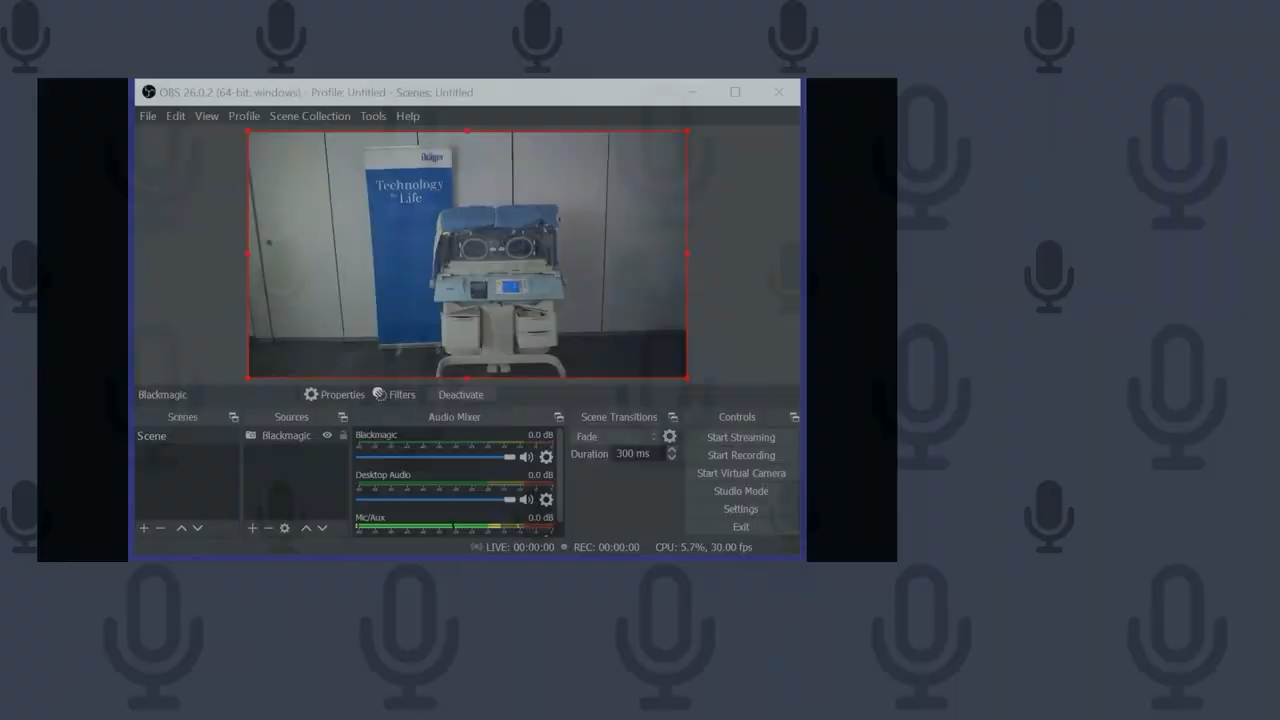 OBS 26.0.2 (64-bit, windows) - Profile: Untitled - Scenes: Untitled
File Edit View Profile Scene Collection Tools Help
Dräger
Technology
for Life
Blackmagic Properties Filters Deactivate
Scenes Sources Audio Mixer Scene Transitions Controls
Scene
Blackmagic
Blackmagic 0.0 dB
Desktop Audio 0.0 dB
Mic/Aux 0.0 dB
Fade
Duration 300 ms
Start Streaming
Start Recording
Start Virtual Camera
Studio Mode
Settings
Exit
LIVE: 00:00:00 REC: 00:00:00 CPU: 5.7%, 30.00 fps